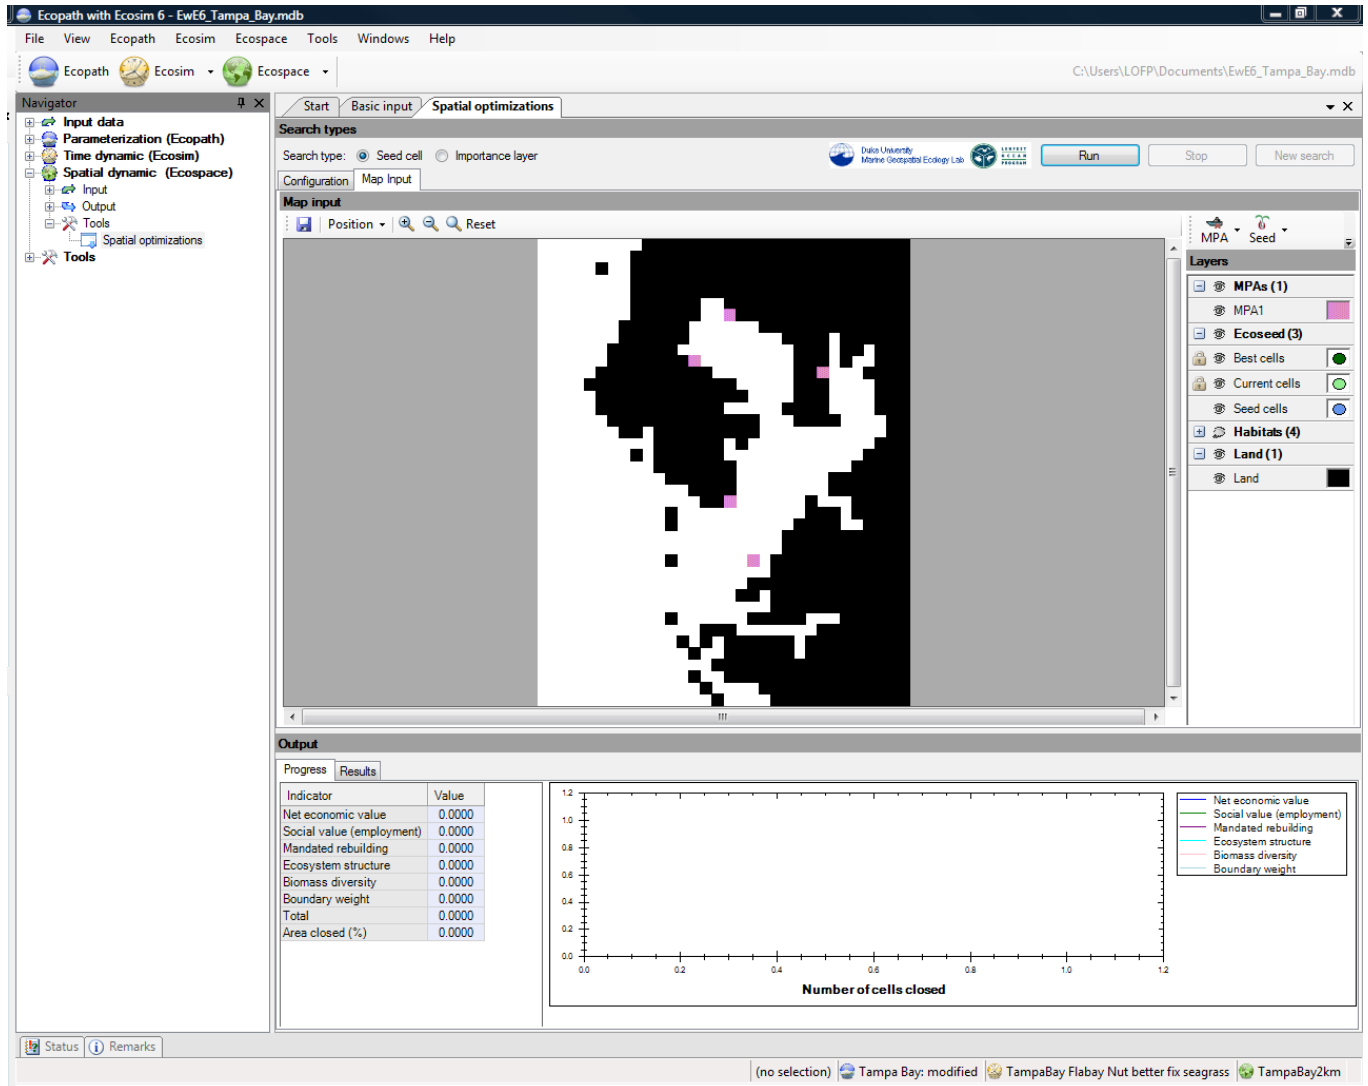 Ecopath with Ecosim 6 - EwE6_Tampa_Bay.mdb
File View Ecopath Ecosim Ecospace Tools Windows Help
Ecopath Ecosim Ecospace C:\Users\LOFP\Documents\EwE6_Tampa_Bay.mdb
Navigator
Input data
Parameterization (Ecopath)
Time dynamic (Ecosim)
Spatial dynamic (Ecospace)
Input
Output
Tools
Spatial optimizations
Tools
Start Basic input Spatial optimizations
Search types
Search type: Seed cell Importance layer
Duke University
Marine Geospatial Ecology Lab
LENFEST
OCEAN
PROGRAM
Run Stop New search
Configuration Map Input
Map input
Position Reset
MPA Seed
Layers
MPAs (1)
MPA1
Ecoseed (3)
Best cells
Current cells
Seed cells
Habitats (4)
Land (1)
Land
Output
Progress Results
Indicator Value
Net economic value 0.0000
Social value (employment) 0.0000
Mandated rebuilding 0.0000
Ecosystem structure 0.0000
Biomass diversity 0.0000
Boundary weight 0.0000
Total 0.0000
Area closed (%) 0.0000
1.2
1.0
0.8
0.6
0.4
0.2
0.0
0.0 0.2 0.4 0.6 0.8 1.0 1.2
Number of cells closed
Net economic value
Social value (employment)
Mandated rebuilding
Ecosystem structure
Biomass diversity
Boundary weight
Status Remarks
(no selection) Tampa Bay: modified TampaBay Flabay Nut better fix seagrass TampaBay2km